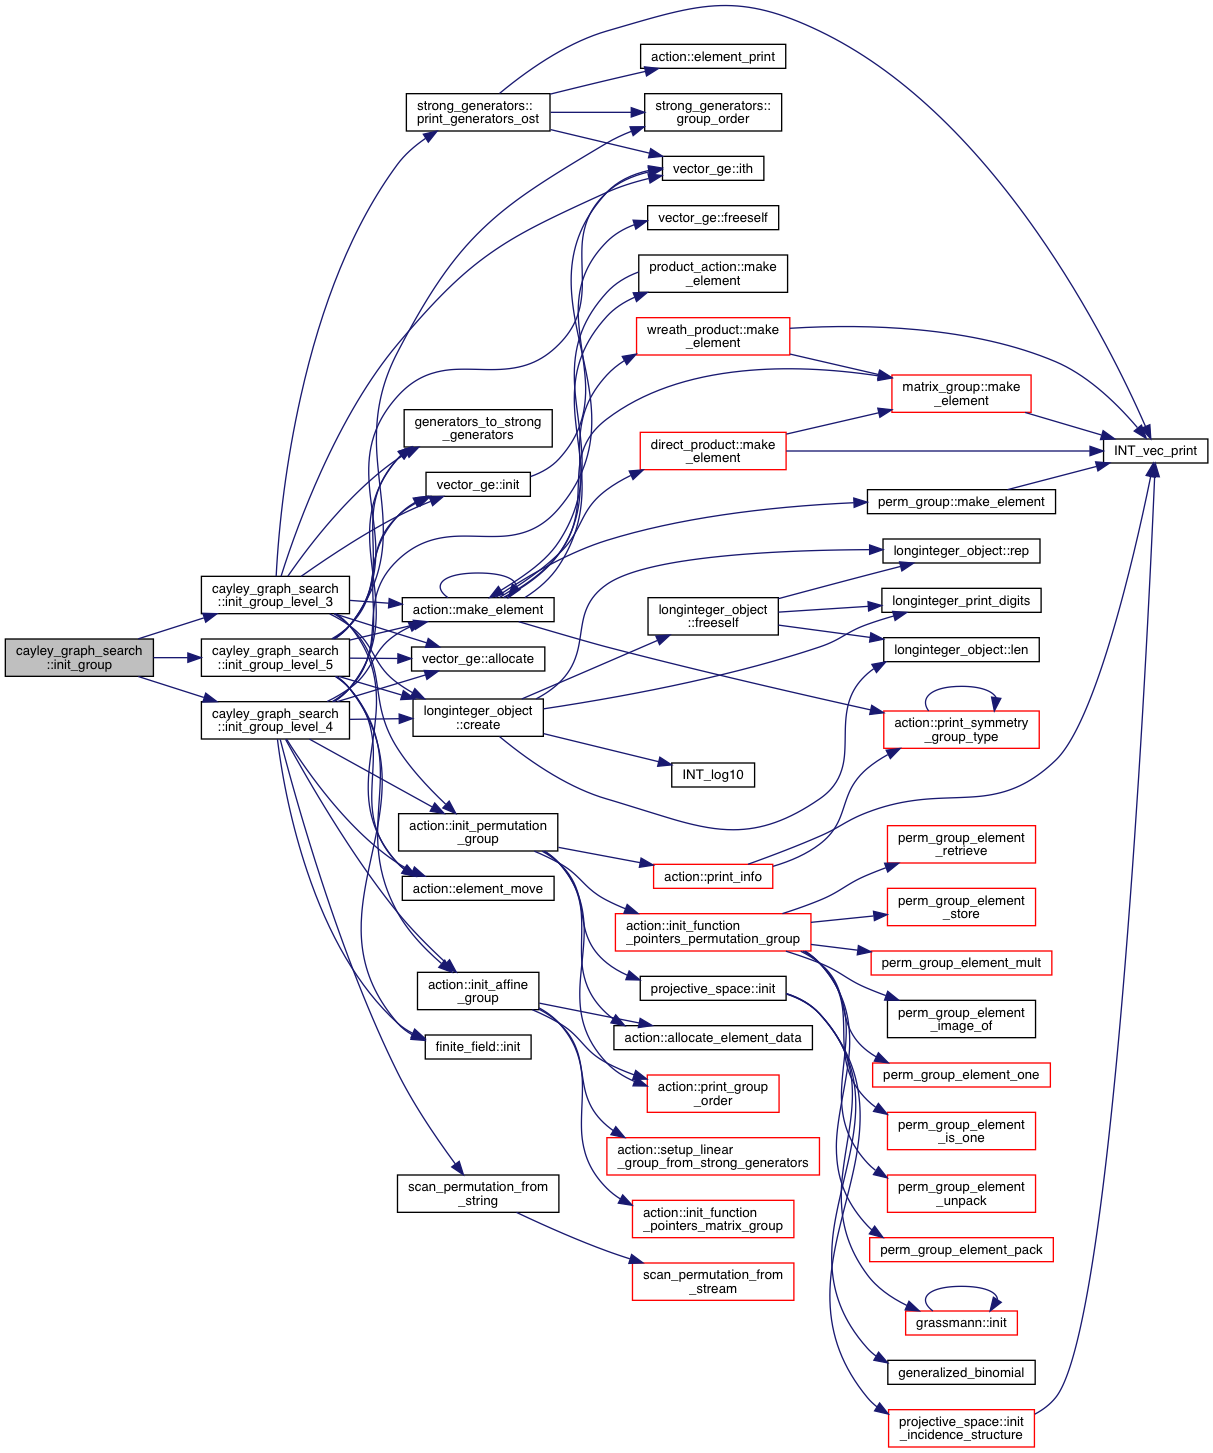 cayley_graph_search
::init_group
cayley_graph_search
::init_group_level_3
cayley_graph_search
::init_group_level_5
cayley_graph_search
::init_group_level_4
strong_generators::
print_generators_ost
generators_to_strong
_generators
vector_ge::init
action::make_element
vector_ge::allocate
longinteger_object
::create
action::init_permutation
_group
action::element_move
action::init_affine
_group
finite_field::init
scan_permutation_from
_string
action::element_print
strong_generators::
group_order
vector_ge::ith
vector_ge::freeself
product_action::make
_element
wreath_product::make
_element
direct_product::make
_element
longinteger_object
::freeself
INT_log10
action::print_info
action::init_function
_pointers_permutation_group
projective_space::init
action::allocate_element_data
action::print_group
_order
action::setup_linear
_group_from_strong_generators
action::init_function
_pointers_matrix_group
scan_permutation_from
_stream
matrix_group::make
_element
perm_group::make_element
longinteger_object::rep
longinteger_print_digits
longinteger_object::len
action::print_symmetry
_group_type
perm_group_element
_retrieve
perm_group_element
_store
perm_group_element_mult
perm_group_element
_image_of
perm_group_element_one
perm_group_element
_is_one
perm_group_element
_unpack
perm_group_element_pack
grassmann::init
generalized_binomial
projective_space::init
_incidence_structure
INT_vec_print